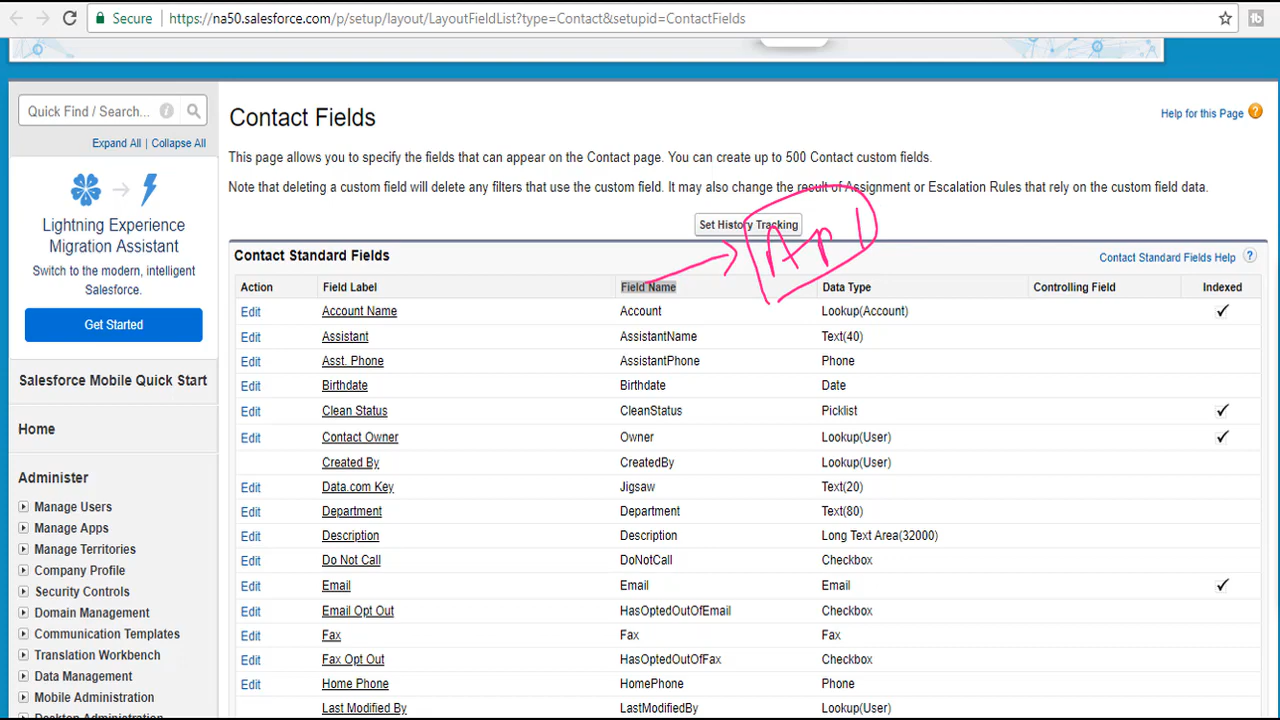 Secure https://na50.salesforce.com/p/setup/layout/LayoutFieldList?type=Contact&setupid=ContactFields
Quick Find / Search...
Expand All | Collapse All
Lightning Experience
Migration Assistant
Switch to the modern, intelligent
Salesforce.
Get Started
Salesforce Mobile Quick Start
Home
Administer
Manage Users
Manage Apps
Manage Territories
Company Profile
Security Controls
Domain Management
Communication Templates
Translation Workbench
Data Management
Mobile Administration
Desktop Administration
Contact Fields
Help for this Page ?
This page allows you to specify the fields that can appear on the Contact page. You can create up to 500 Contact custom fields.
Note that deleting a custom field will delete any filters that use the custom field. It may also change the result of Assignment or Escalation Rules that rely on the custom field data.
Set History Tracking
Api
Contact Standard Fields Contact Standard Fields Help ?
Action Field Label Field Name Data Type Controlling Field Indexed
Edit Account Name Account Lookup(Account) ✓
Edit Assistant AssistantName Text(40)
Edit Asst. Phone AssistantPhone Phone
Edit Birthdate Birthdate Date
Edit Clean Status CleanStatus Picklist ✓
Edit Contact Owner Owner Lookup(User) ✓
Created By CreatedBy Lookup(User)
Edit Data.com Key Jigsaw Text(20)
Edit Department Department Text(80)
Edit Description Description Long Text Area(32000)
Edit Do Not Call DoNotCall Checkbox
Edit Email Email Email ✓
Edit Email Opt Out HasOptedOutOfEmail Checkbox
Edit Fax Fax Fax
Edit Fax Opt Out HasOptedOutOfFax Checkbox
Edit Home Phone HomePhone Phone
Last Modified By LastModifiedBy Lookup(User)